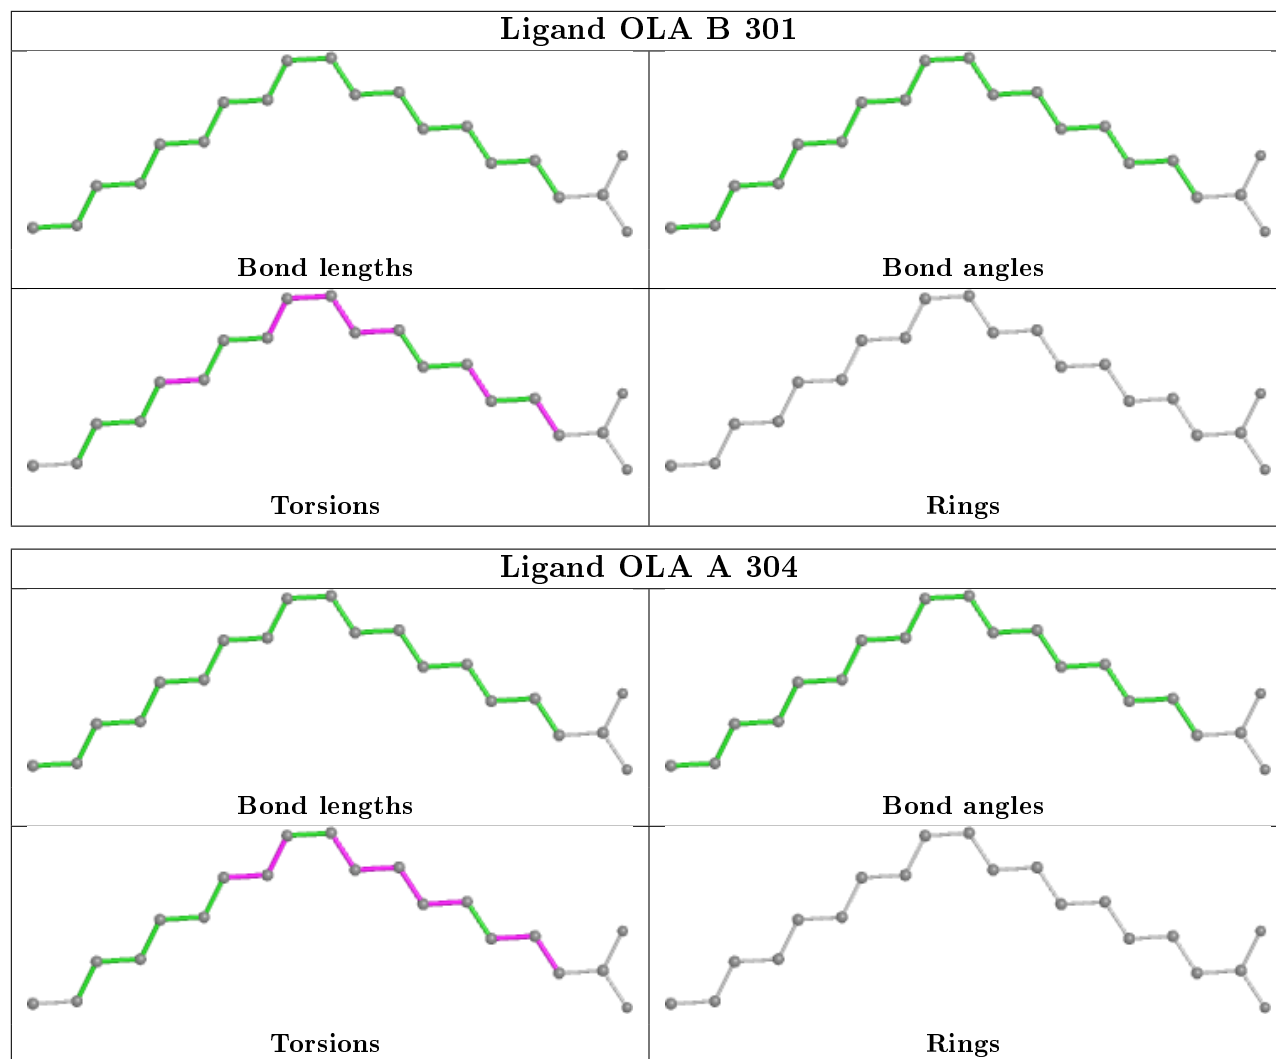 Ligand OLA B 301
Bond lengths
Bond angles
Torsions
Rings
Ligand OLA A 304
Bond lengths
Bond angles
Torsions
Rings